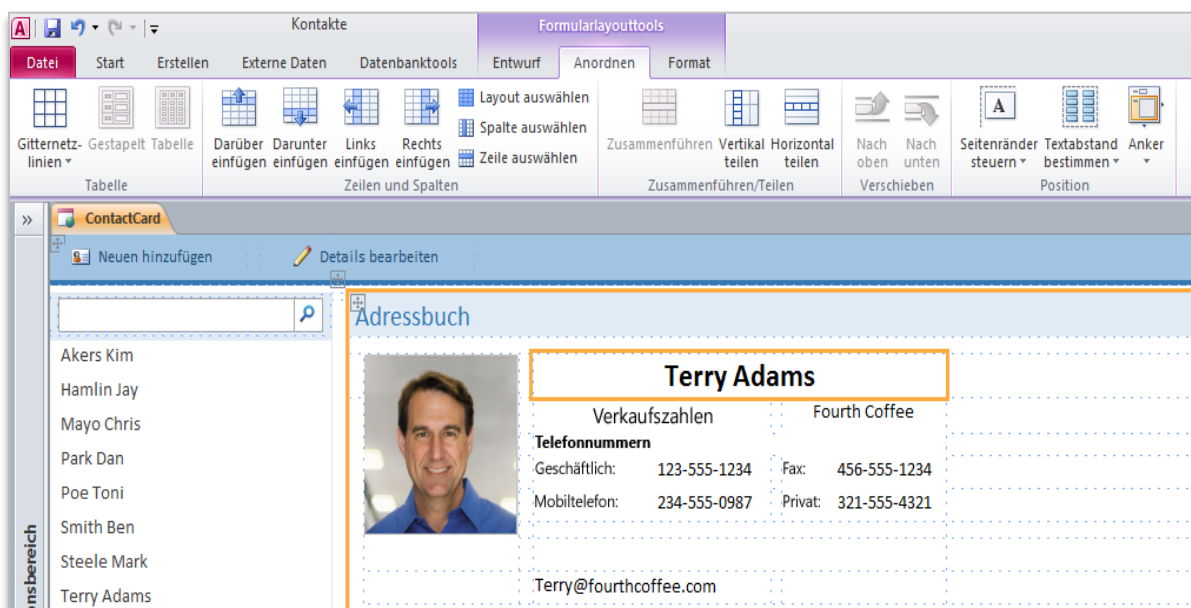 A
Kontakte
Formularlayouttools
Datei Start Erstellen Externe Daten Datenbanktools Entwurf Anordnen Format
Gitternetz-
linien
Gestapelt
Tabelle
Darüber
einfügen
Darunter
einfügen
Links
einfügen
Rechts
einfügen
Layout auswählen
Spalte auswählen
Zeile auswählen
Zusammenführen
Vertikal
teilen
Horizontal
teilen
Nach
oben
Nach
unten
A
Seitenränder
steuern
Textabstand
bestimmen
Anker
Tabelle Zeilen und Spalten Zusammenführen/Teilen Verschieben Position
»
ContactCard
Neuen hinzufügen Details bearbeiten
Adressbuch
Akers Kim
Hamlin Jay
Mayo Chris
Park Dan
Poe Toni
Smith Ben
Steele Mark
Terry Adams
Terry Adams
Verkaufszahlen Fourth Coffee
Telefonnummern
Geschäftlich: 123-555-1234 Fax: 456-555-1234
Mobiltelefon: 234-555-0987 Privat: 321-555-4321
Terry@fourthcoffee.com